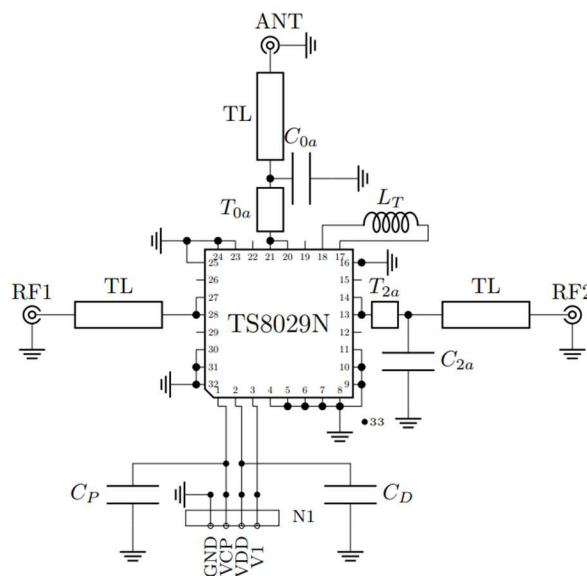 ANT
TL
C0a
T0a
LT
24 23 22 21 20 19 18 17
25 16
RF1
TL
26 15
T2a
TL
RF2
27 14
28 TS8029N 13
29 12
30 11
31 10
C2a
32 9
1 2 3 4 5 6 7 8
33
CP
CD
N1
GND
VCP
VDD
V1